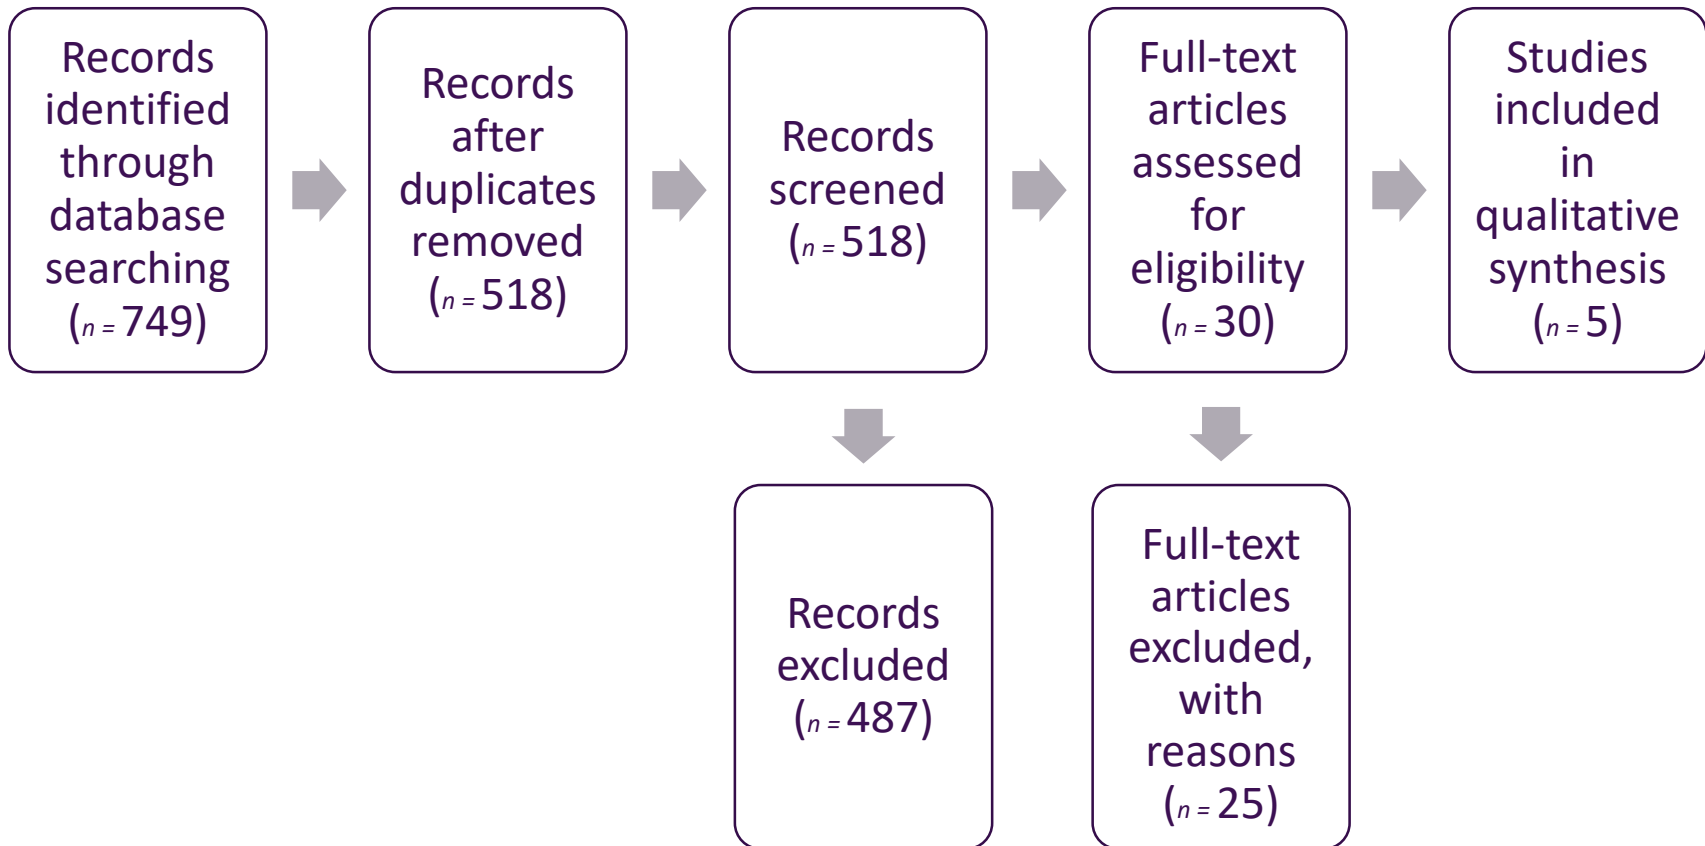 Records
identified
through
database
searching
(n = 749)
Records
after
duplicates
removed
(n = 518)
Records
screened
(n = 518)
Full-text
articles
assessed
for
eligibility
(n = 30)
Studies
included
in
qualitative
synthesis
(n = 5)
Records
excluded
(n = 487)
Full-text
articles
excluded,
with
reasons
(n = 25)